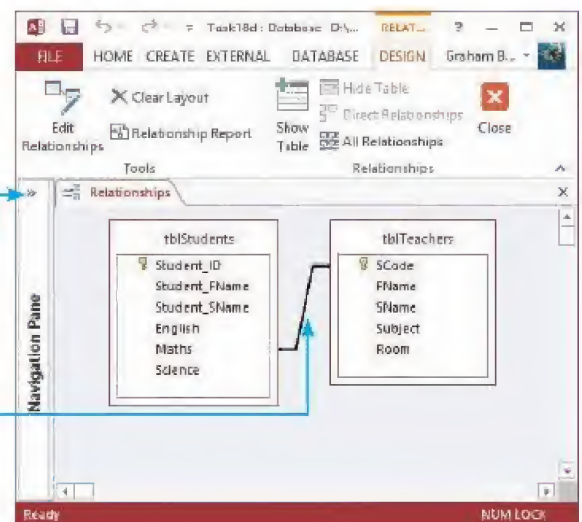 Task18d : Database D:\... RELAT... ?
FILE HOME CREATE EXTERNAL DATABASE DESIGN Graham B...
Edit Relationships
Clear Layout
Relationship Report
Tools
Show Table
Hide Table
Direct Relationships
All Relationships
Close
Relationships
» Relationships ×
Navigation Pane
tblStudents
Student_ID
Student_FName
Student_SName
English
Maths
Science
tblTeachers
SCode
FName
SName
Subject
Room
Ready NUM LOCK